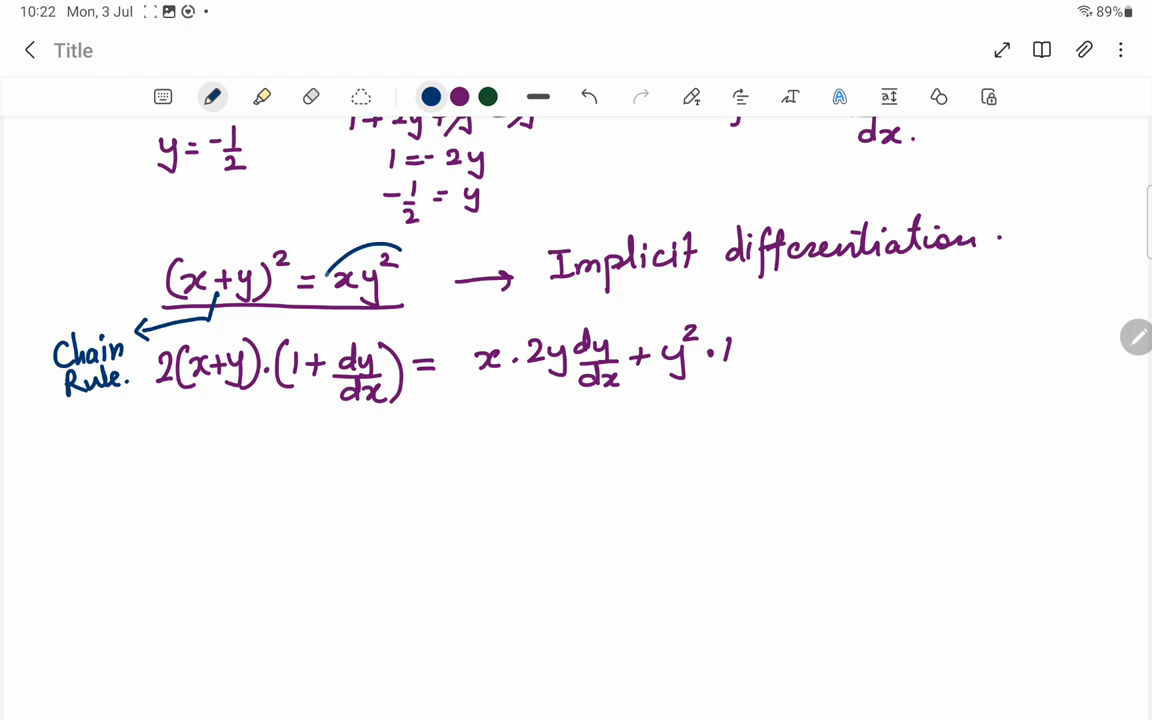 10:22 Mon, 3 Jul 89%
Title
y = -1/2
dx.
1 = -2y
-1/2 = y
(x+y)² = xy² → Implicit differentiation.
Chain Rule.
2(x+y)·(1 + dy/dx) = x · 2y dy/dx + y² · 1